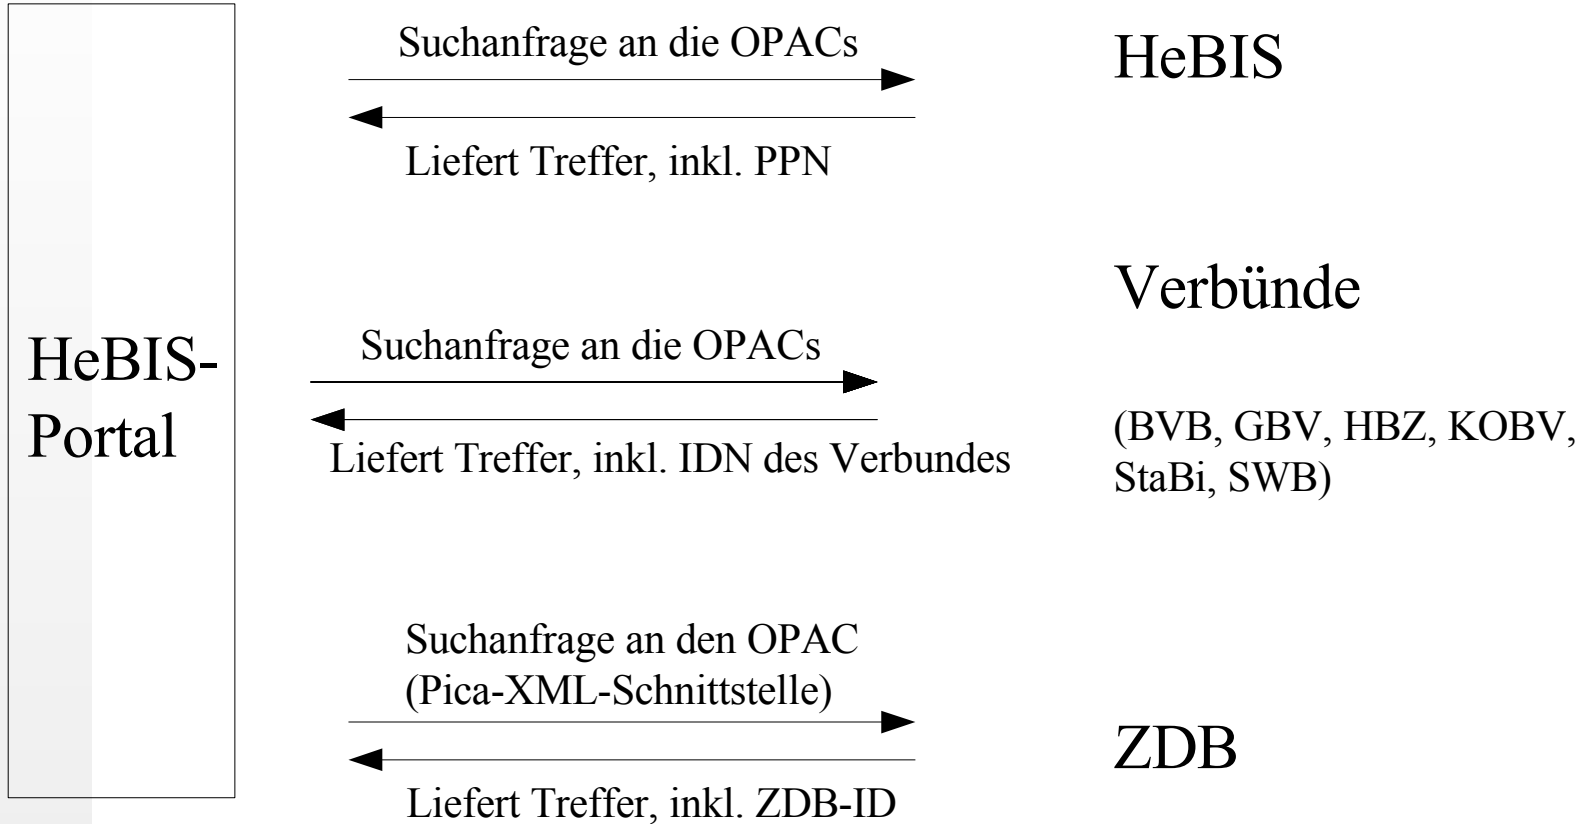 Suchanfrage an die OPACs
HeBIS
Liefert Treffer, inkl. PPN
Verbünde
HeBIS-
Portal
Suchanfrage an die OPACs
Liefert Treffer, inkl. IDN des Verbundes
(BVB, GBV, HBZ, KOBV,
StaBi, SWB)
Suchanfrage an den OPAC
(Pica-XML-Schnittstelle)
ZDB
Liefert Treffer, inkl. ZDB-ID